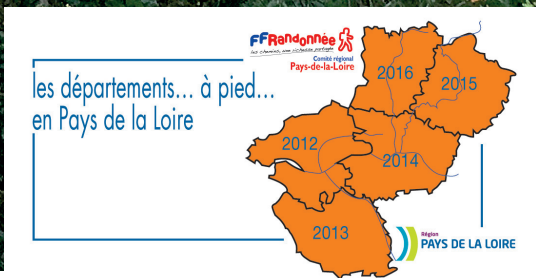 FFRandonnée
les chemins, une richesse partagée
Comité régional
Pays-de-la-Loire
les départements... à pied...
en Pays de la Loire
2016
2015
2012
2014
2013
Région
PAYS DE LA LOIRE